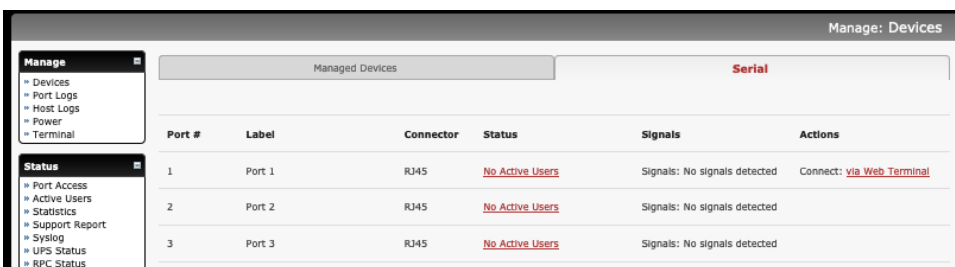 Manage: Devices
Manage
» Devices
» Port Logs
» Host Logs
» Power
» Terminal
Status
» Port Access
» Active Users
» Statistics
» Support Report
» Syslog
» UPS Status
» RPC Status
Managed Devices Serial
Port # Label Connector Status Signals Actions
1 Port 1 RJ45 No Active Users Signals: No signals detected Connect: via Web Terminal
2 Port 2 RJ45 No Active Users Signals: No signals detected
3 Port 3 RJ45 No Active Users Signals: No signals detected